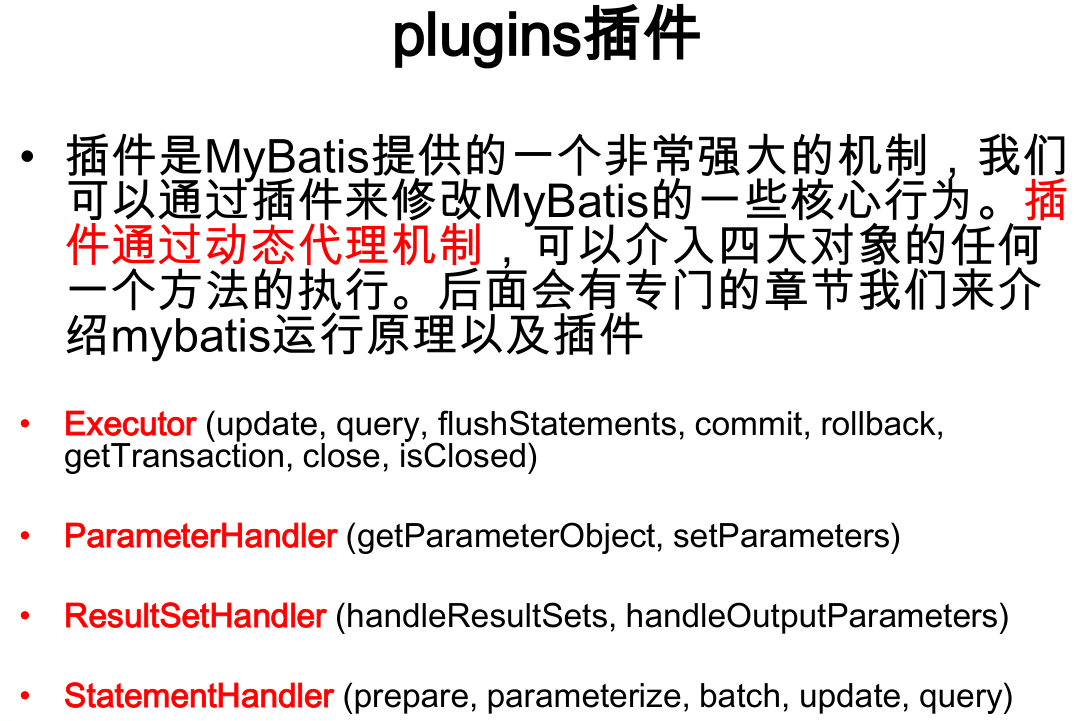 plugins插件
• 插件是MyBatis提供的一个非常强大的机制，我们
可以通过插件来修改MyBatis的一些核心行为。插
件通过动态代理机制，可以介入四大对象的任何
一个方法的执行。后面会有专门的章节我们来介
绍mybatis运行原理以及插件
• Executor (update, query, flushStatements, commit, rollback,
getTransaction, close, isClosed)
• ParameterHandler (getParameterObject, setParameters)
• ResultSetHandler (handleResultSets, handleOutputParameters)
• StatementHandler (prepare, parameterize, batch, update, query)